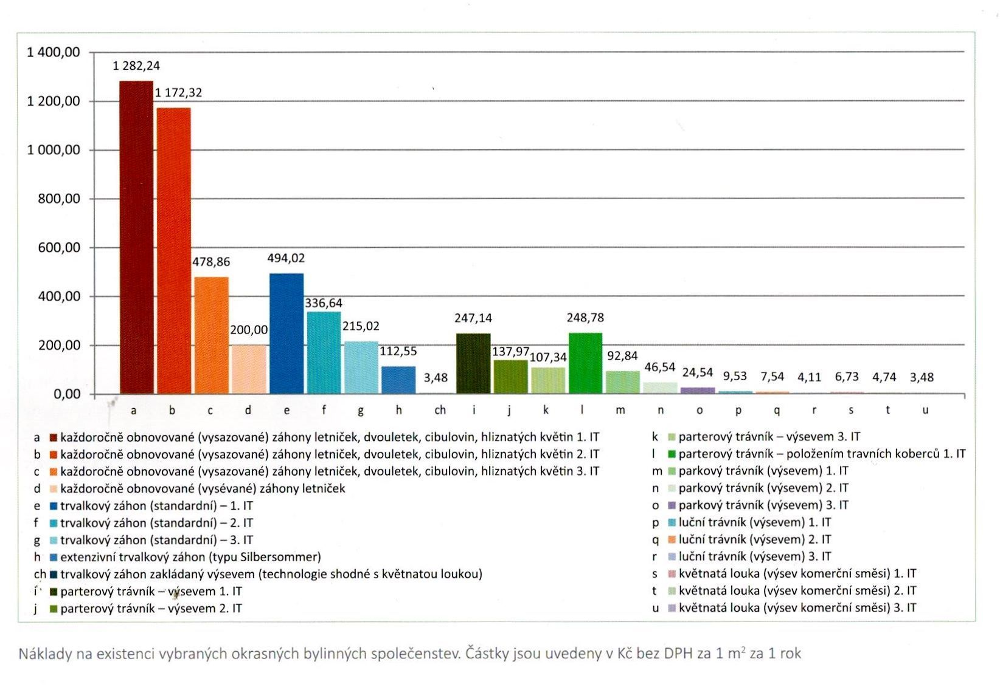 1 400,00
1 200,00
1 000,00
800,00
600,00
400,00
200,00
0,00
1 282,24
1 172,32
478,86
200,00
494,02
336,64
215,02
112,55
3,48
247,14
137,97
107,34
248,78
92,84
46,54
24,54
9,53
7,54
4,11
6,73
4,74
3,48
a b c d e f g h ch i j k l m n o p q r s t u
a každoročně obnovované (vysazované) záhony letniček, dvouletek, cibulovin, hliznatých květin 1. IT
b každoročně obnovované (vysazované) záhony letniček, dvouletek, cibulovin, hliznatých květin 2. IT
c každoročně obnovované (vysazované) záhony letniček, dvouletek, cibulovin, hliznatých květin 3. IT
d každoročně obnovované (vysévané) záhony letniček
e trvalkový záhon (standardní) – 1. IT
f trvalkový záhon (standardní) – 2. IT
g trvalkový záhon (standardní) – 3. IT
h extenzivní trvalkový záhon (typu Silbersommer)
ch trvalkový záhon zakládaný výsevem (technologie shodné s květnatou loukou)
i parterový trávník – výsevem 1. IT
j parterový trávník – výsevem 2. IT
k parterový trávník – výsevem 3. IT
l parterový trávník – položením travních koberců 1. IT
m parkový trávník (výsevem) 1. IT
n parkový trávník (výsevem) 2. IT
o parkový trávník (výsevem) 3. IT
p luční trávník (výsevem) 1. IT
q luční trávník (výsevem) 2. IT
r luční trávník (výsevem) 3. IT
s květnatá louka (výsev komerční směsi) 1. IT
t květnatá louka (výsev komerční směsi) 2. IT
u květnatá louka (výsev komerční směsi) 3. IT
Náklady na existenci vybraných okrasných bylinných společenstev. Částky jsou uvedeny v Kč bez DPH za 1 m² za 1 rok